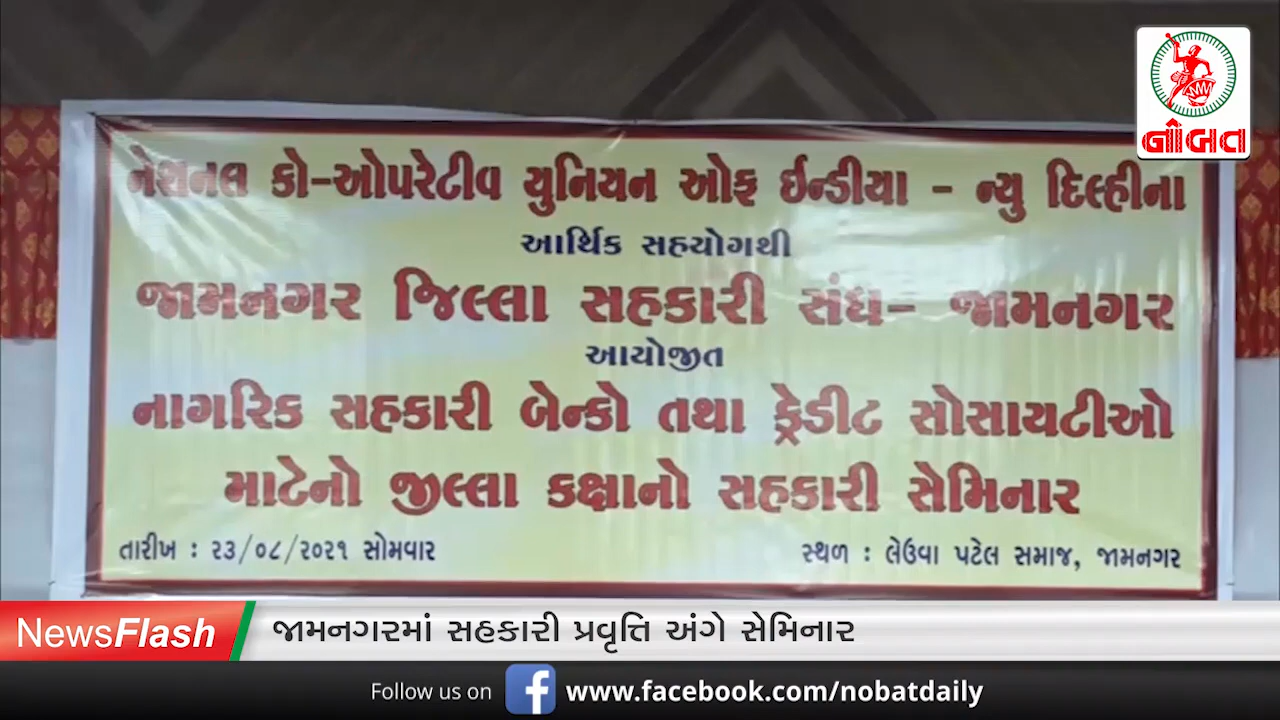 નોબત
નેશનલ કો-ઓપરેટીવ યુનિયન ઓફ ઈન્ડીયા - ન્યુ દિલ્હીના
આર્થિક સહયોગથી
જામનગર જિલ્લા સહકારી સંઘ- જામનગર
આયોજીત
નાગરિક સહકારી બેન્કો તથા ક્રેડીટ સોસાયટીઓ
માટેનો જીલ્લા કક્ષાનો સહકારી સેમિનાર
તારીખ : ૨૩/૦૮/૨૦૨૧ સોમવાર
સ્થળ : લેઉવા પટેલ સમાજ, જામનગર
NewsFlash
જામનગરમાં સહકારી પ્રવૃત્તિ અંગે સેમિનાર
Follow us on f www.facebook.com/nobatdaily